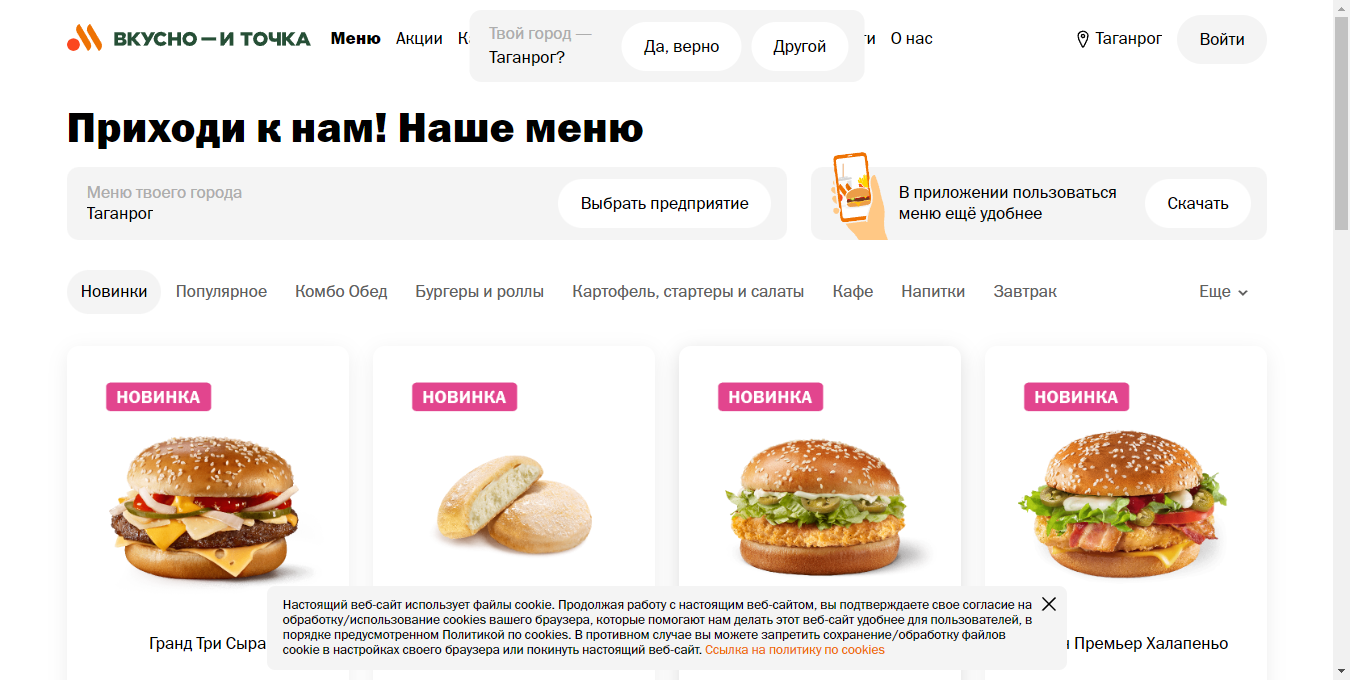 ВКУСНО — И ТОЧКА
Меню
Акции
Твой город —
Таганрог?
Да, верно
Другой
О нас
Таганрог
Войти
Приходи к нам! Наше меню
Меню твоего города
Таганрог
Выбрать предприятие
В приложении пользоваться
меню ещё удобнее
Скачать
Новинки
Популярное
Комбо Обед
Бургеры и роллы
Картофель, стартеры и салаты
Кафе
Напитки
Завтрак
Еще
НОВИНКА
НОВИНКА
НОВИНКА
НОВИНКА
Гранд Три Сыра
Премьер Халапеньо
Настоящий веб-сайт использует файлы cookie. Продолжая работу с настоящим веб-сайтом, вы подтверждаете свое согласие на
обработку/использование cookies вашего браузера, которые помогают нам делать этот веб-сайт удобнее для пользователей, в
порядке предусмотренном Политикой по cookies. В противном случае вы можете запретить сохранение/обработку файлов
cookie в настройках своего браузера или покинуть настоящий веб-сайт. Ссылка на политику по cookies